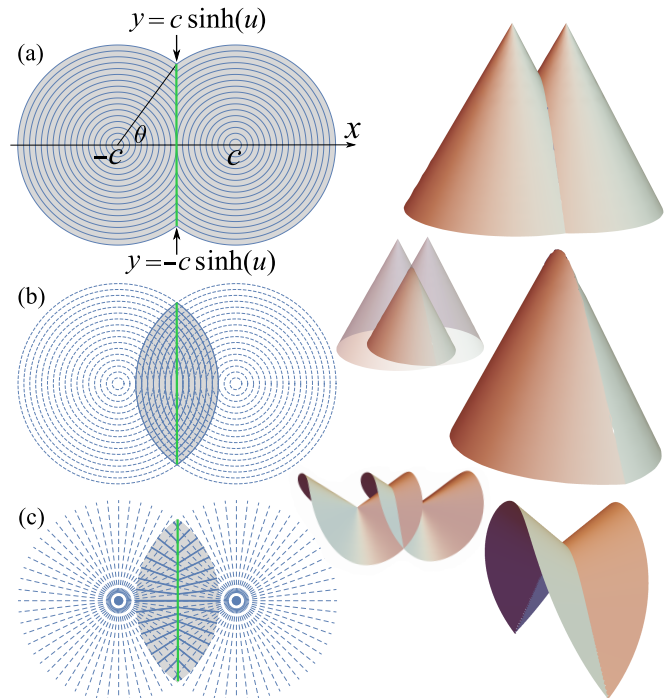 y = c sinh(u)
(a)
θ
x
-c
c
y = -c sinh(u)
(b)
(c)